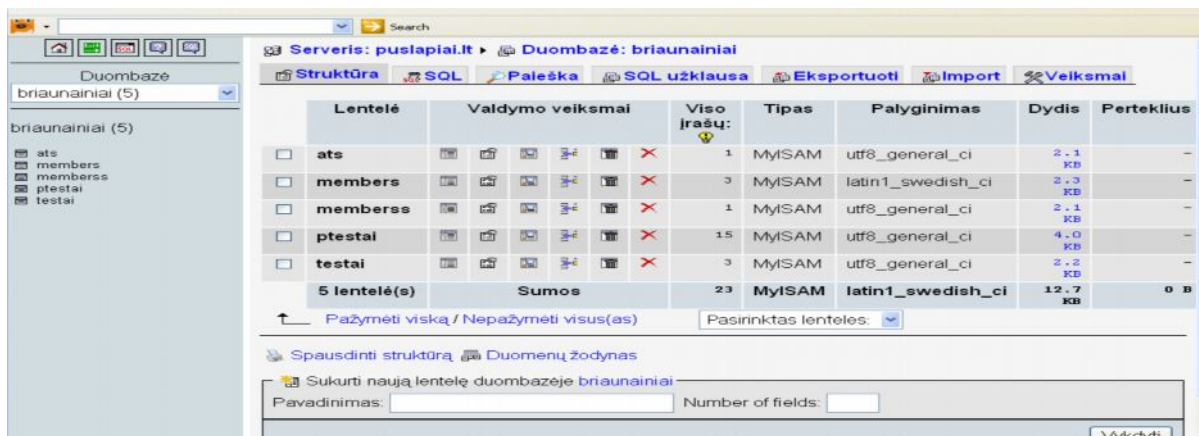 Search
Serveris: puslapiai.lt ▸ Duombazė: briaunainiai
Duombazė
briaunainiai (5)
briaunainiai (5)
ats
members
memberss
ptestai
testai
Struktūra SQL Paieška SQL užklausa Eksportuoti Import Veiksmai
Lentelė Valdymo veiksmai Viso įrašų: Tipas Palyginimas Dydis Perteklius
ats 1 MyISAM utf8_general_ci 2.1 KB -
members 3 MyISAM latin1_swedish_ci 2.3 KB -
memberss 1 MyISAM utf8_general_ci 2.1 KB -
ptestai 15 MyISAM utf8_general_ci 4.0 KB -
testai 3 MyISAM utf8_general_ci 2.2 KB -
5 lentelė(s) Sumos 23 MyISAM latin1_swedish_ci 12.7 KB 0 B
Pažymėti viską / Nepažymėti visus(as) Pasirinktas lenteles:
Spausdinti struktūrą Duomenų žodynas
Sukurti naują lentelę duombazėje briaunainiai
Pavadinimas: Number of fields:
Vykdyti